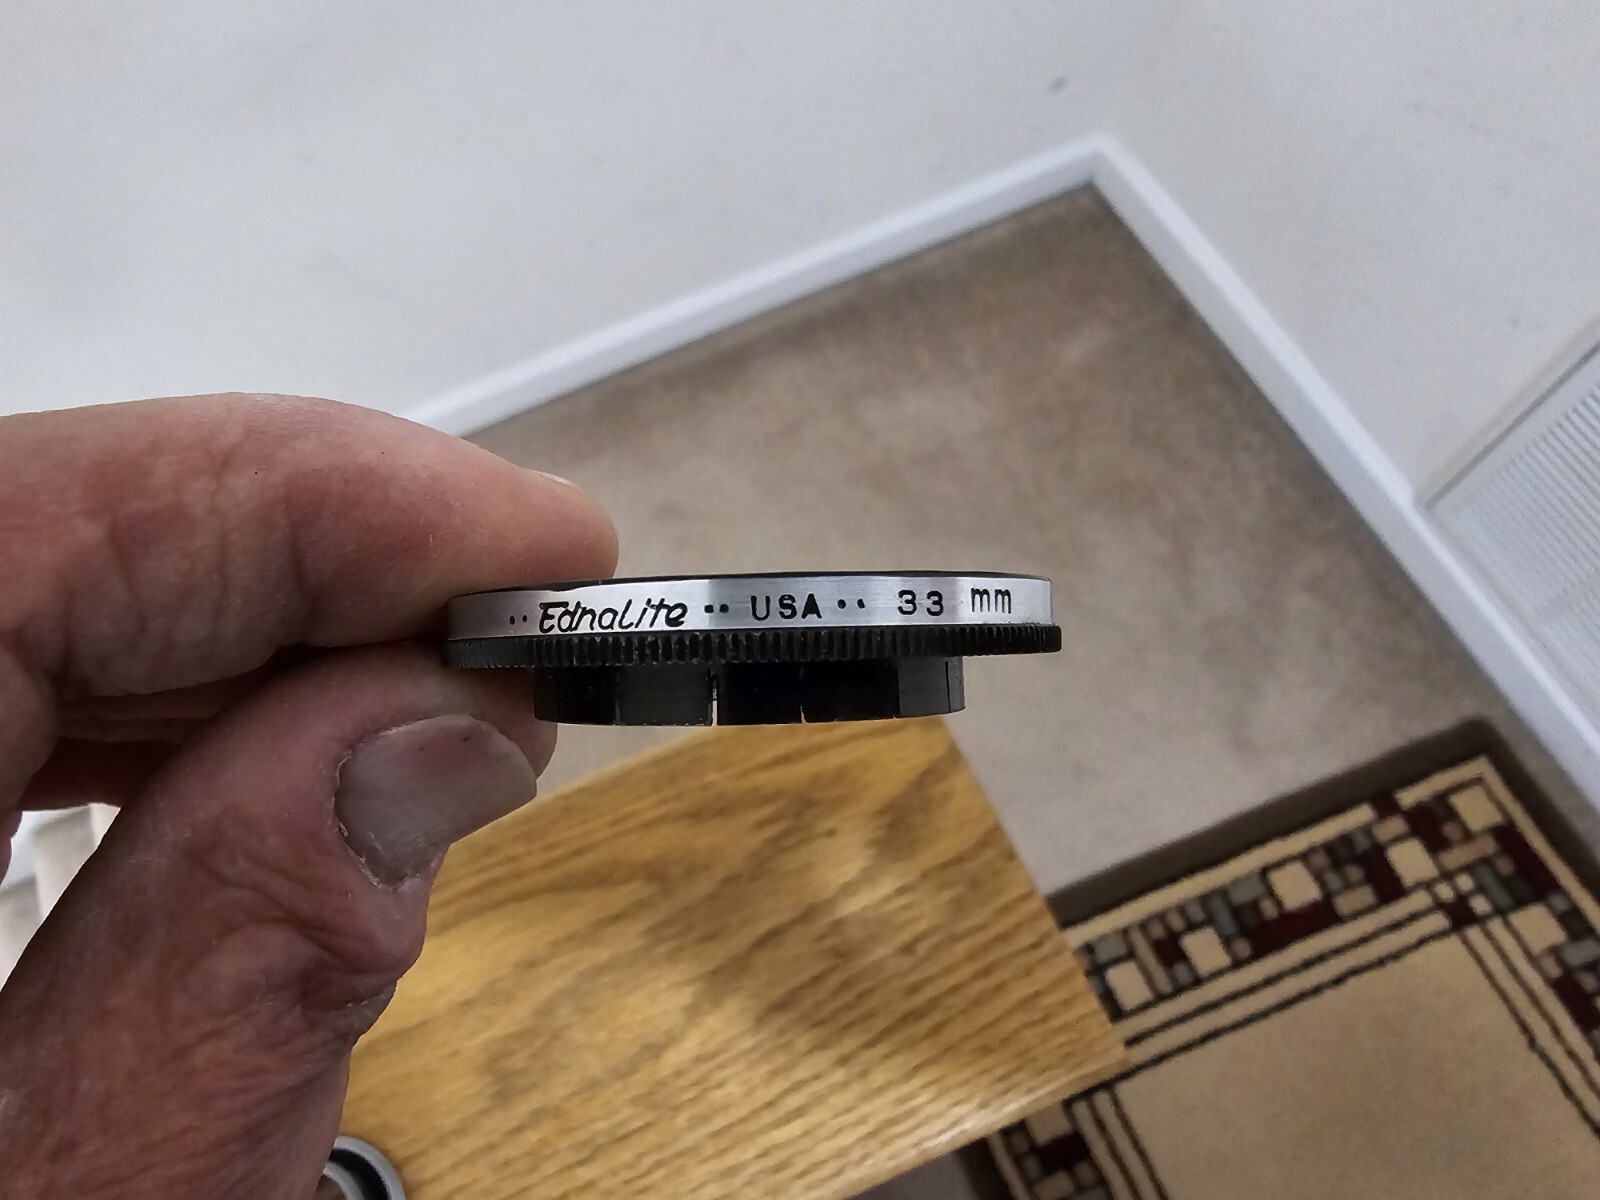 ·· EdnaLite ·· USA ·· 33 mm